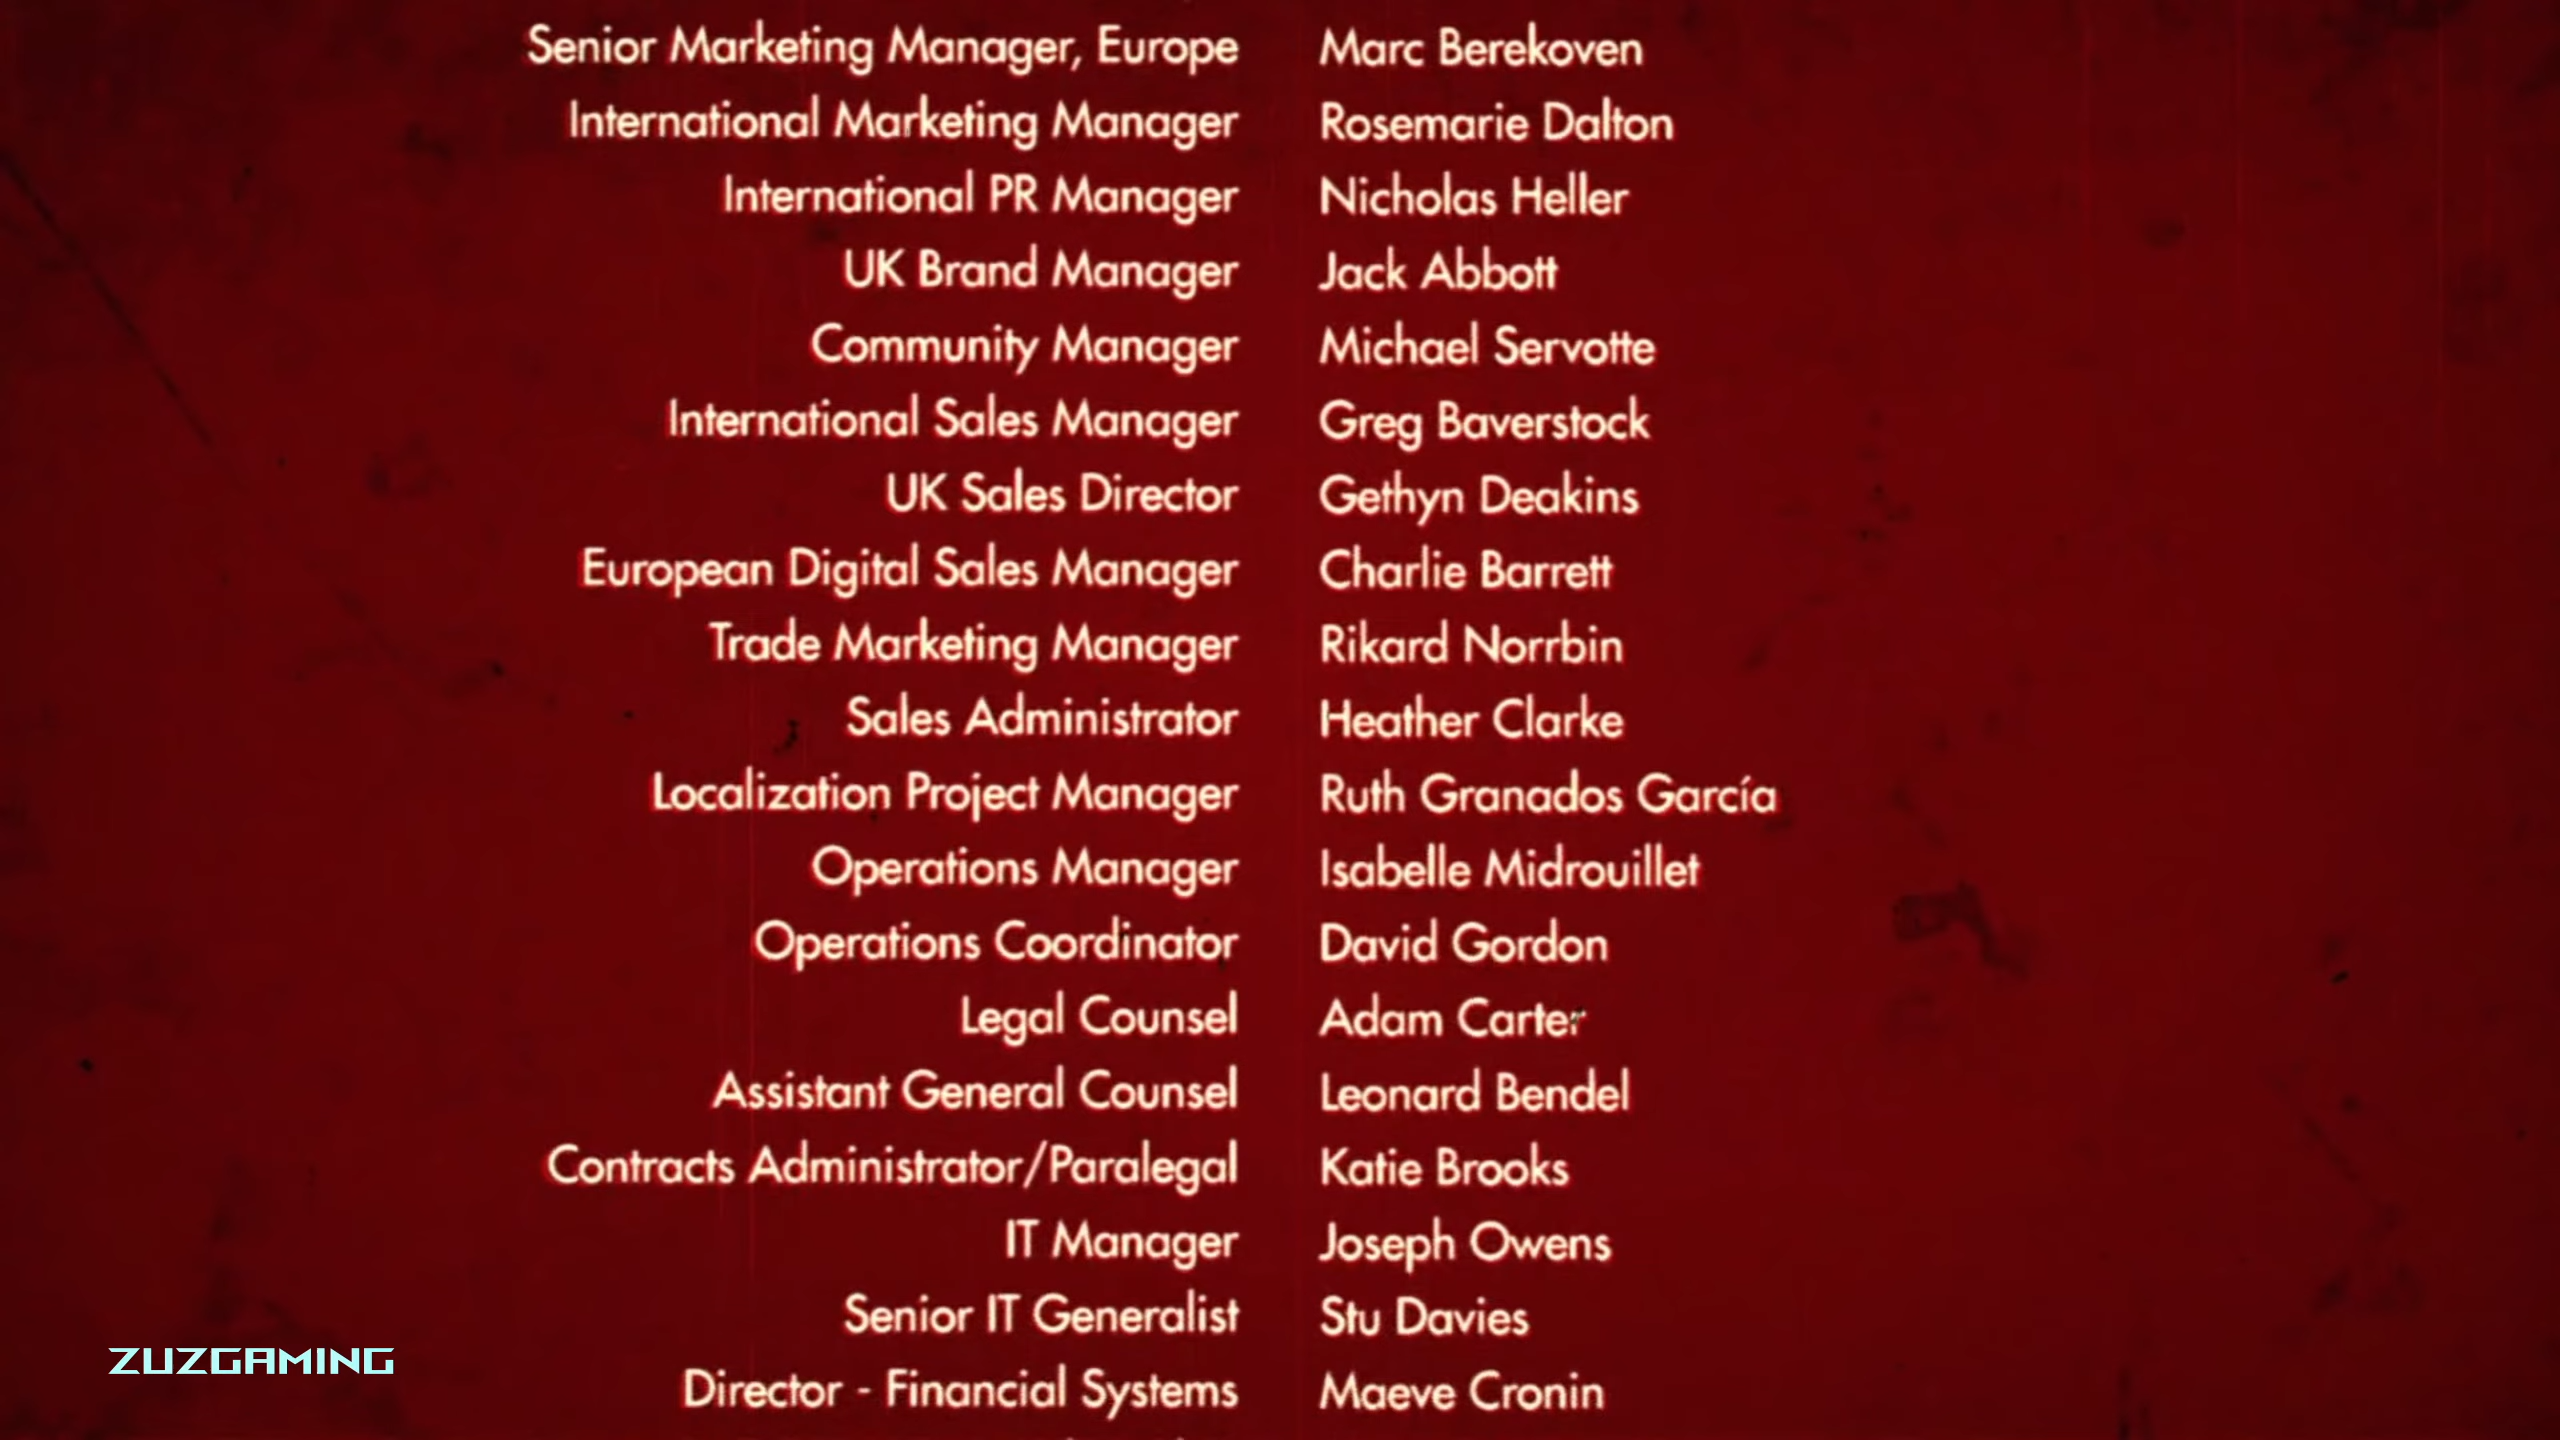 Senior Marketing Manager, Europe Marc Berekoven
International Marketing Manager Rosemarie Dalton
International PR Manager Nicholas Heller
UK Brand Manager Jack Abbott
Community Manager Michael Servotte
International Sales Manager Greg Baverstock
UK Sales Director Gethyn Deakins
European Digital Sales Manager Charlie Barrett
Trade Marketing Manager Rikard Norrbin
Sales Administrator Heather Clarke
Localization Project Manager Ruth Granados García
Operations Manager Isabelle Midrouillet
Operations Coordinator David Gordon
Legal Counsel Adam Carter
Assistant General Counsel Leonard Bendel
Contracts Administrator/Paralegal Katie Brooks
IT Manager Joseph Owens
Senior IT Generalist Stu Davies
ZUZGAMING
Director - Financial Systems Maeve Cronin